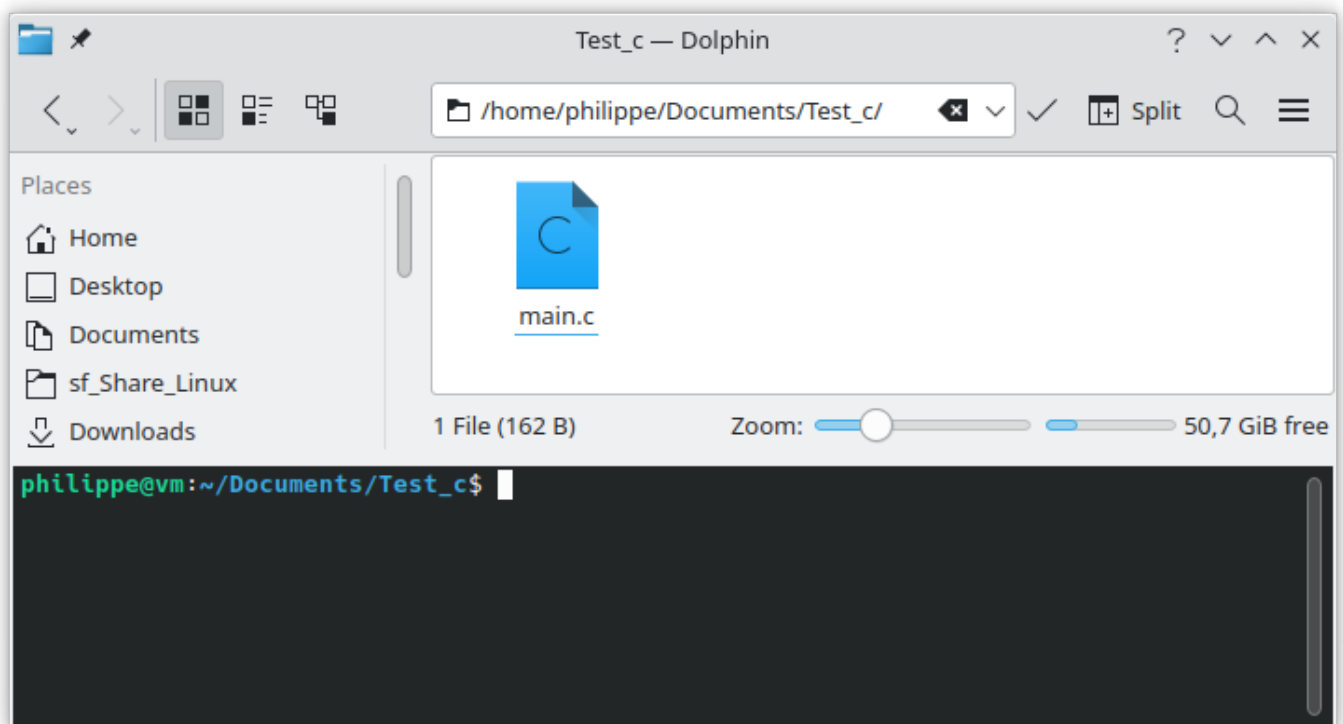 Test_c — Dolphin
/home/philippe/Documents/Test_c/
Split
Places
Home
Desktop
Documents
sf_Share_Linux
Downloads
C
main.c
1 File (162 B)
Zoom:
50,7 GiB free
philippe@vm:~/Documents/Test_c$